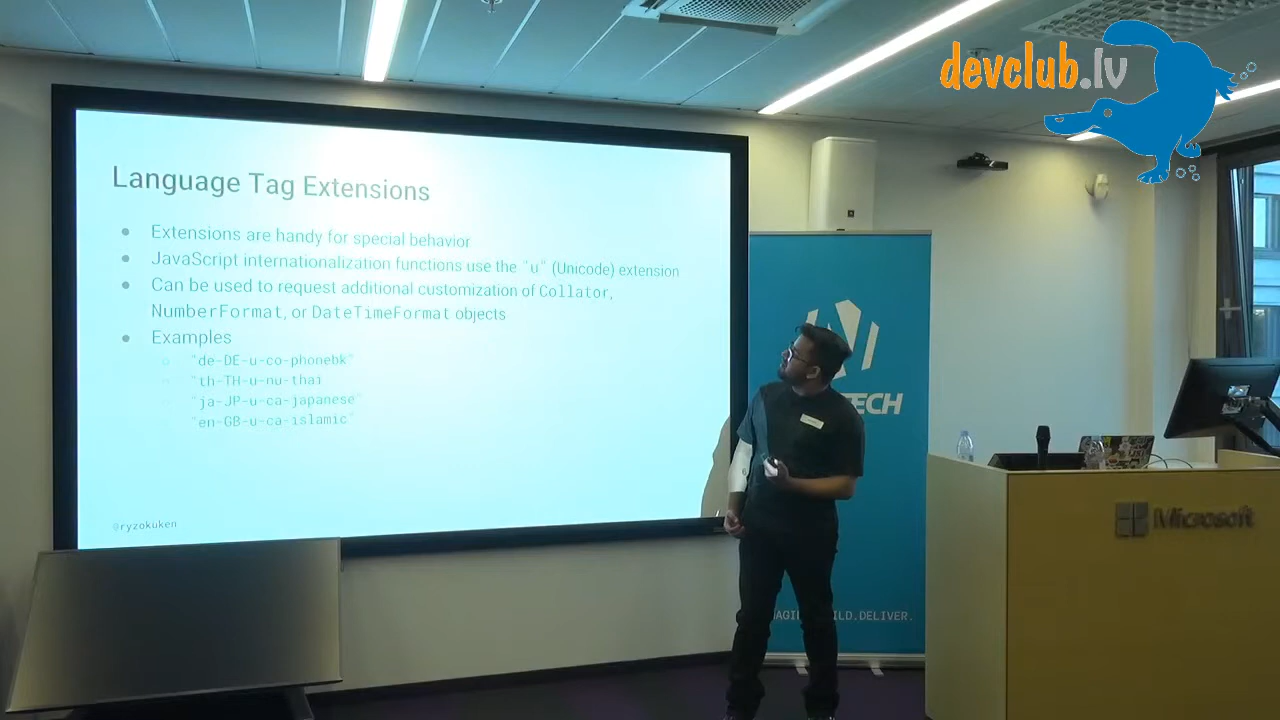 devclub.lv
Language Tag Extensions
Extensions are handy for special behavior
JavaScript internationalization functions use the "u" (Unicode) extension
Can be used to request additional customization of Collator,
NumberFormat, or DateTimeFormat objects
Examples
"de-DE-u-co-phonebk"
"th-TH-u-nu-thai
"ja-JP-u-ca-japanese"
"en-GB-u-ca-islamic"
@ryzokuken
TECH
Microsoft
ILD.DELIVER.